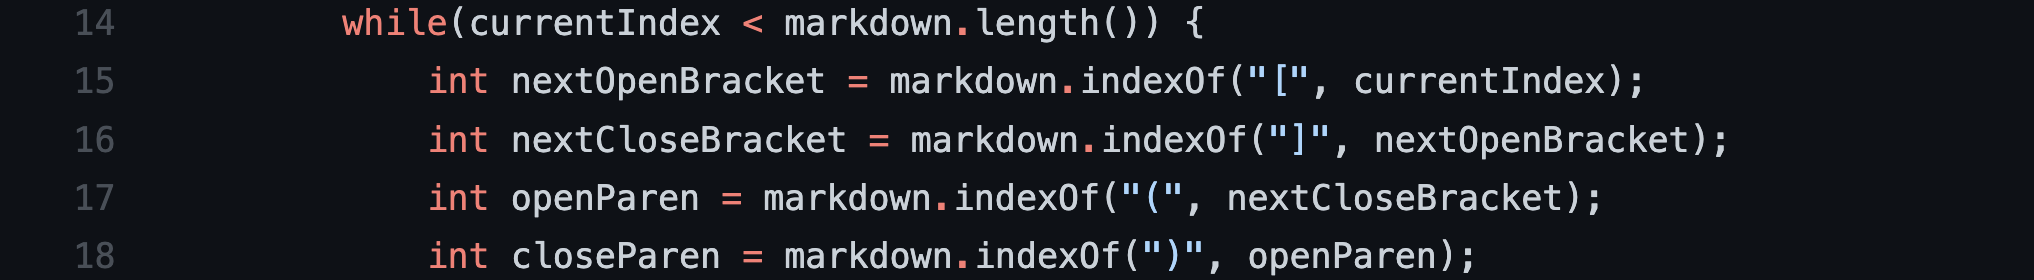 14 while(currentIndex < markdown.length()) {
15 int nextOpenBracket = markdown.indexOf("[", currentIndex);
16 int nextCloseBracket = markdown.indexOf("]", nextOpenBracket);
17 int openParen = markdown.indexOf("(", nextCloseBracket);
18 int closeParen = markdown.indexOf(")", openParen);